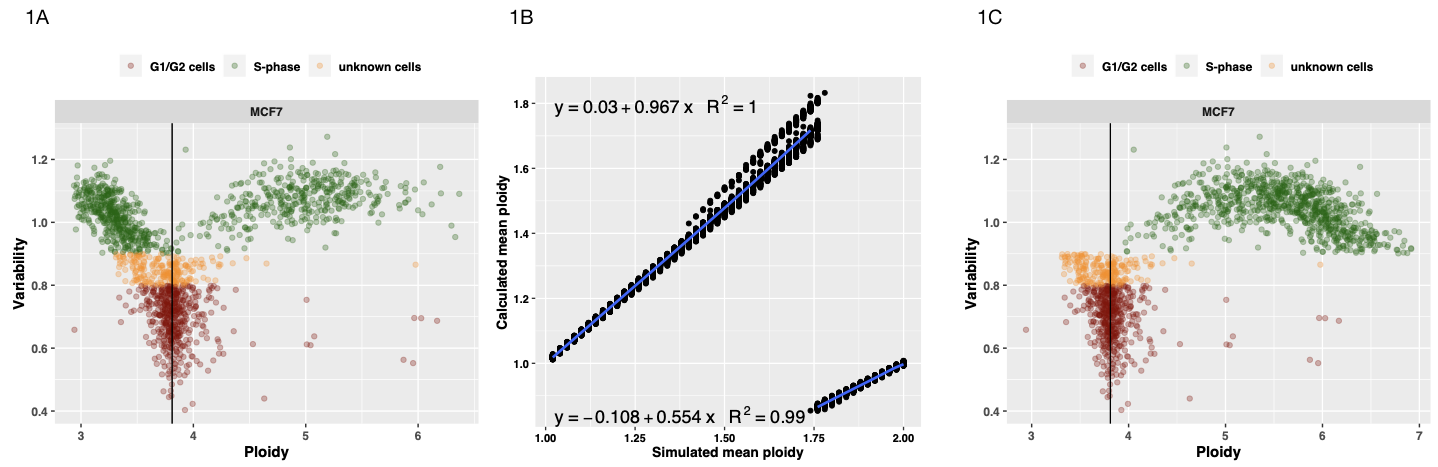 1A
G1/G2 cells S-phase unknown cells
MCF7
Variability
1.2
1.0
0.8
0.6
0.4
3 4 5 6
Ploidy
1B
y = 0.03 + 0.967 x R² = 1
y = −0.108 + 0.554 x R² = 0.99
Calculated mean ploidy
1.8
1.6
1.4
1.2
1.0
1.00 1.25 1.50 1.75 2.00
Simulated mean ploidy
1C
G1/G2 cells S-phase unknown cells
MCF7
Variability
1.2
1.0
0.8
0.6
0.4
3 4 5 6 7
Ploidy